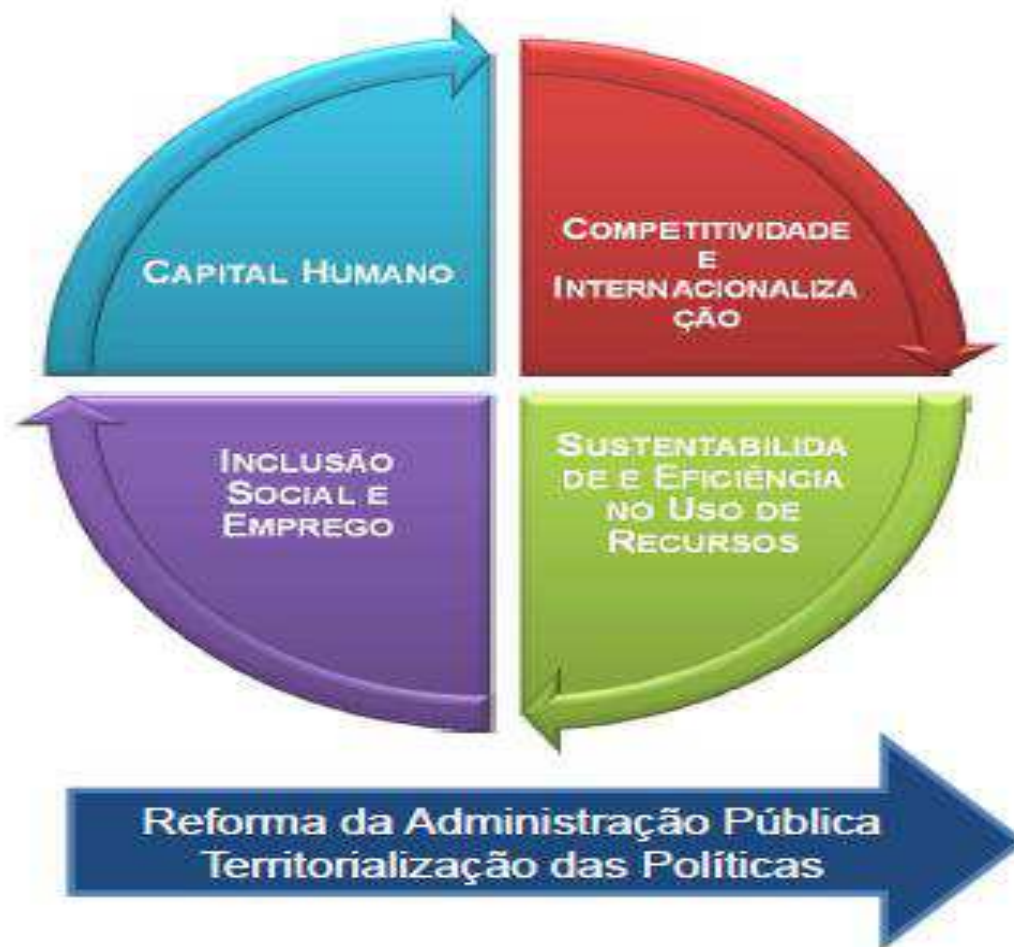 CAPITAL HUMANO
COMPETITIVIDADE
E
INTERNACIONALIZA
ÇÃO
INCLUSÃO
SOCIAL E
EMPREGO
SUSTENTABILIDA
DE E EFICIÊNCIA
NO USO DE
RECURSOS
Reforma da Administração Pública
Territorialização das Políticas